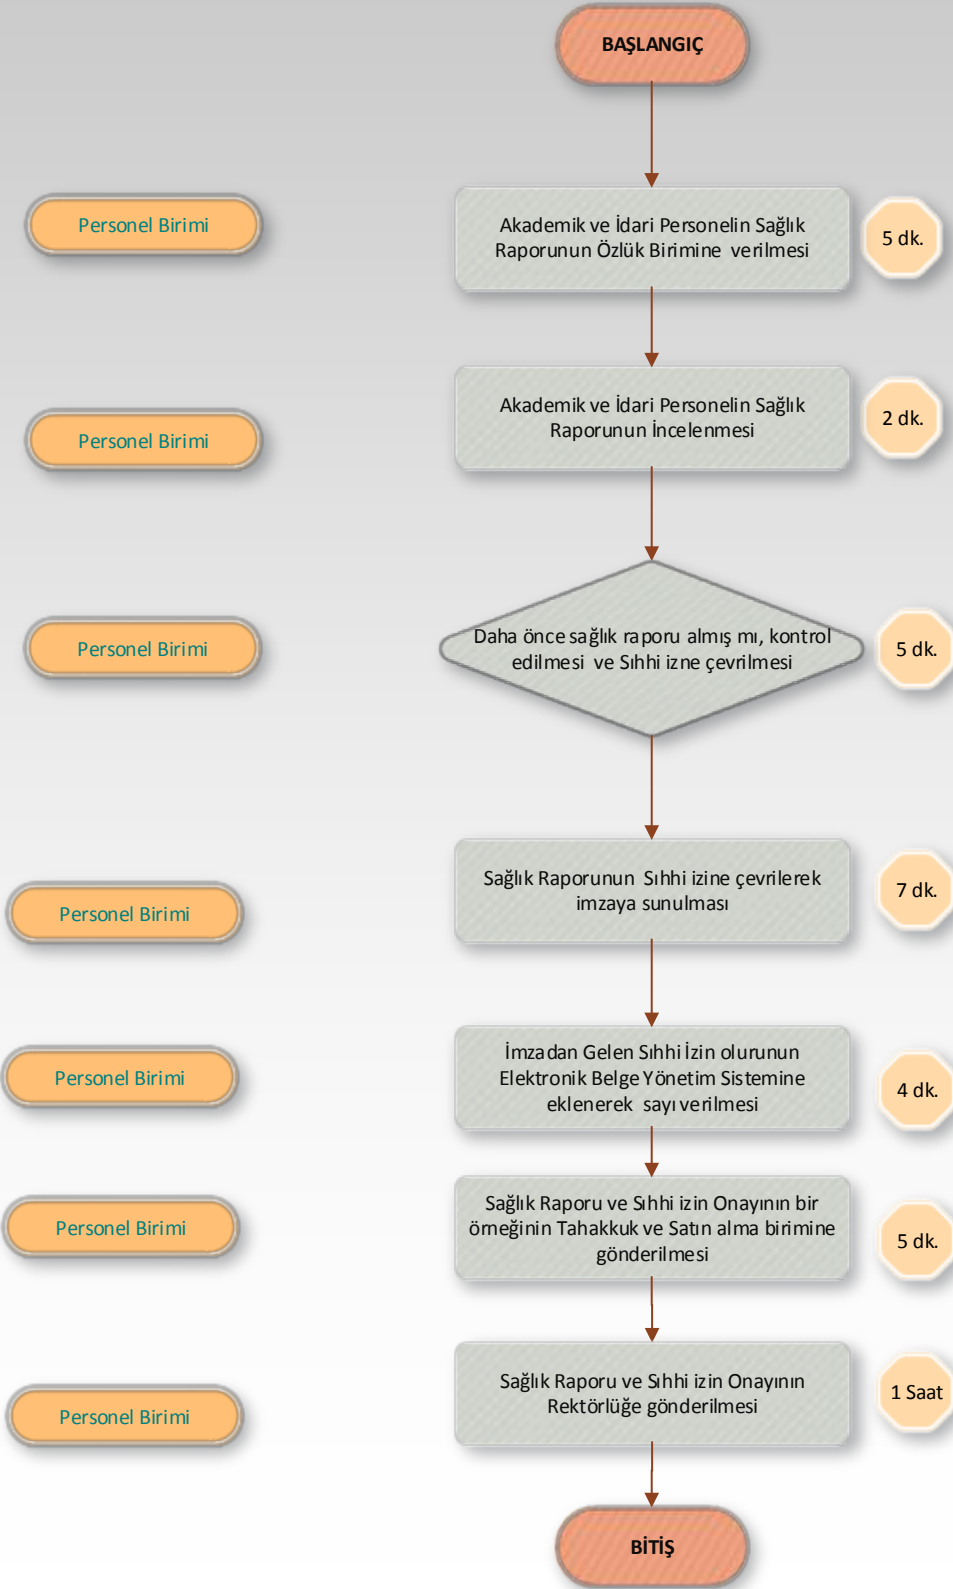 BAŞLANGIÇ
Personel Birimi
Akademik ve İdari Personelin Sağlık
Raporunun Özlük Birimine verilmesi
5 dk.
Personel Birimi
Akademik ve İdari Personelin Sağlık
Raporunun İncelenmesi
2 dk.
Personel Birimi
Daha önce sağlık raporu almış mı, kontrol
edilmesi ve Sıhhi izne çevrilmesi
5 dk.
Personel Birimi
Sağlık Raporunun Sıhhi izine çevrilerek
imzaya sunulması
7 dk.
Personel Birimi
İmzadan Gelen Sıhhi İzin olurunun
Elektronik Belge Yönetim Sistemine
eklenerek sayı verilmesi
4 dk.
Personel Birimi
Sağlık Raporu ve Sıhhi izin Onayının bir
örneğinin Tahakkuk ve Satın alma birimine
gönderilmesi
5 dk.
Personel Birimi
Sağlık Raporu ve Sıhhi izin Onayının
Rektörlüğe gönderilmesi
1 Saat
BİTİŞ